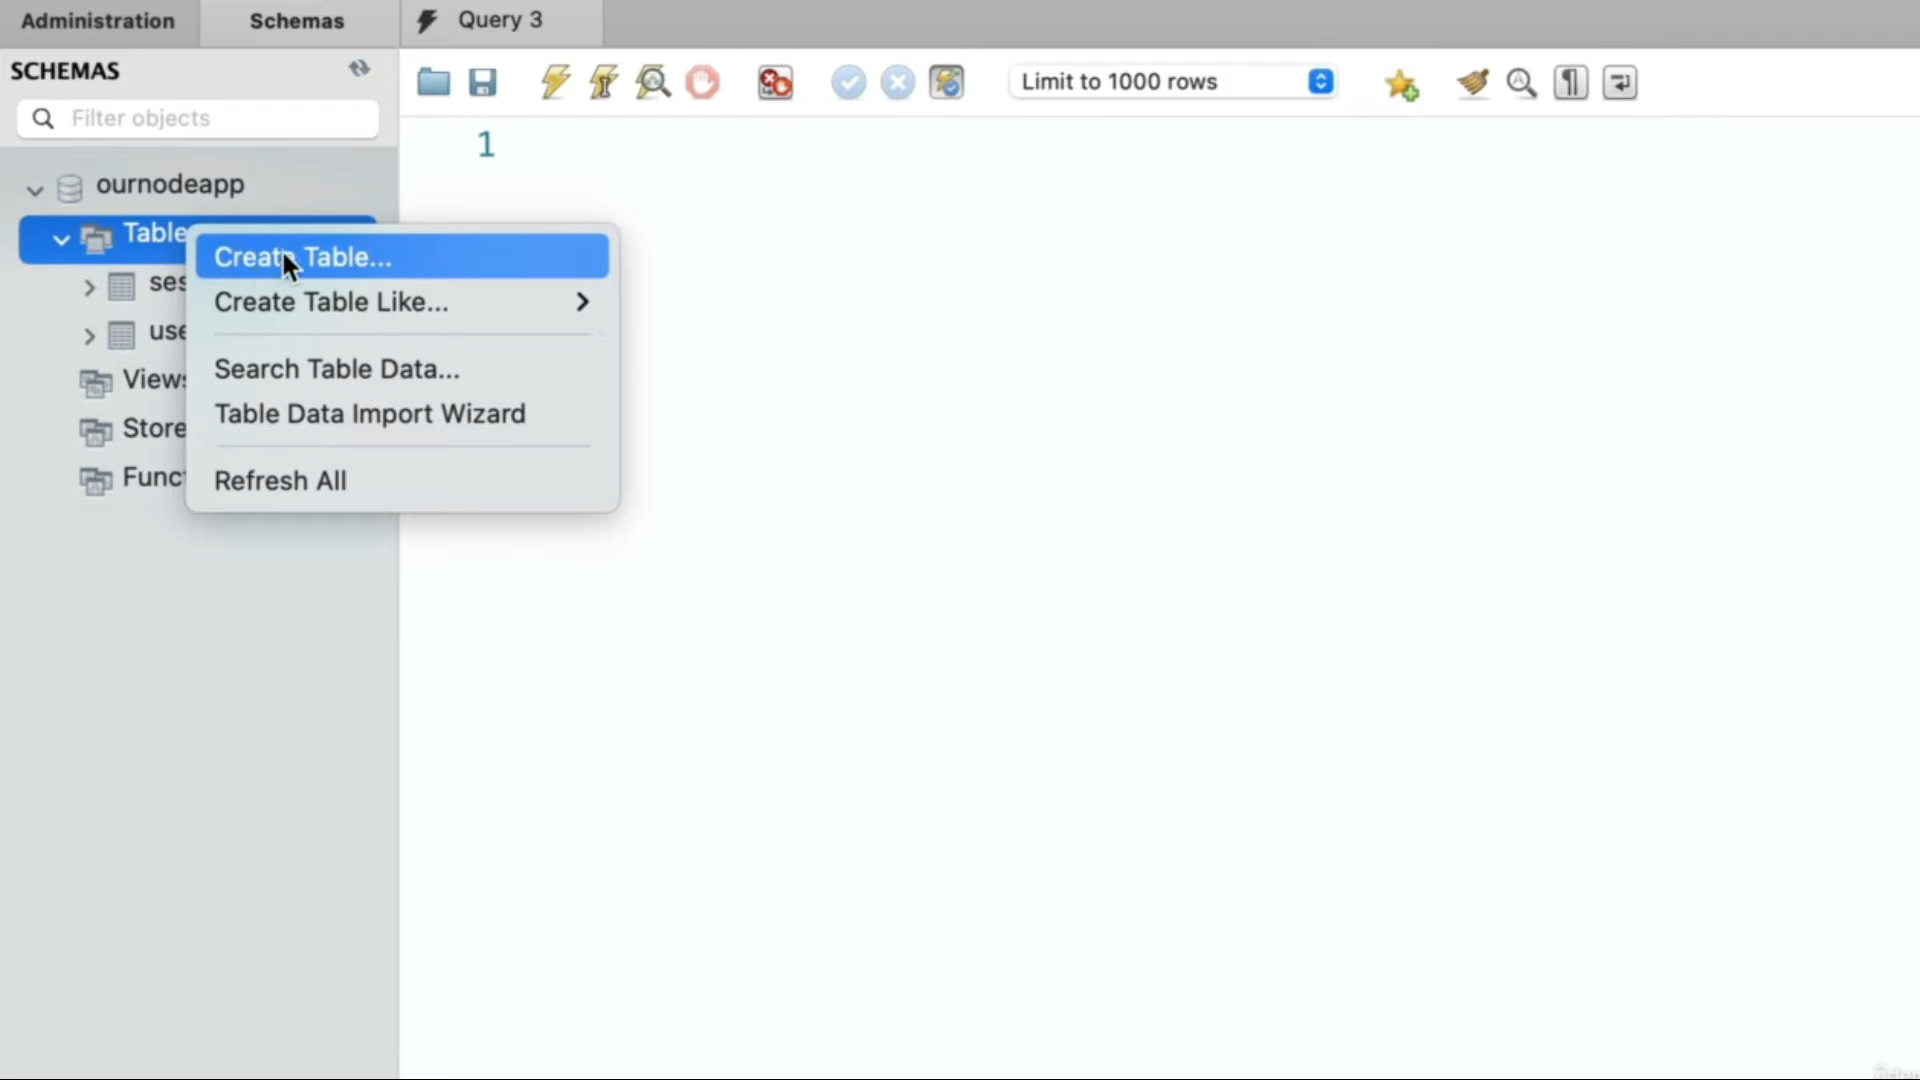 Administration
Schemas
Query 3
SCHEMAS
Filter objects
Limit to 1000 rows
1
ournodeapp
Table
Create Table...
ses
Create Table Like...
use
Search Table Data...
Views
Table Data Import Wizard
Store
Func
Refresh All